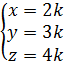 x = 2k
y = 3k
z = 4k